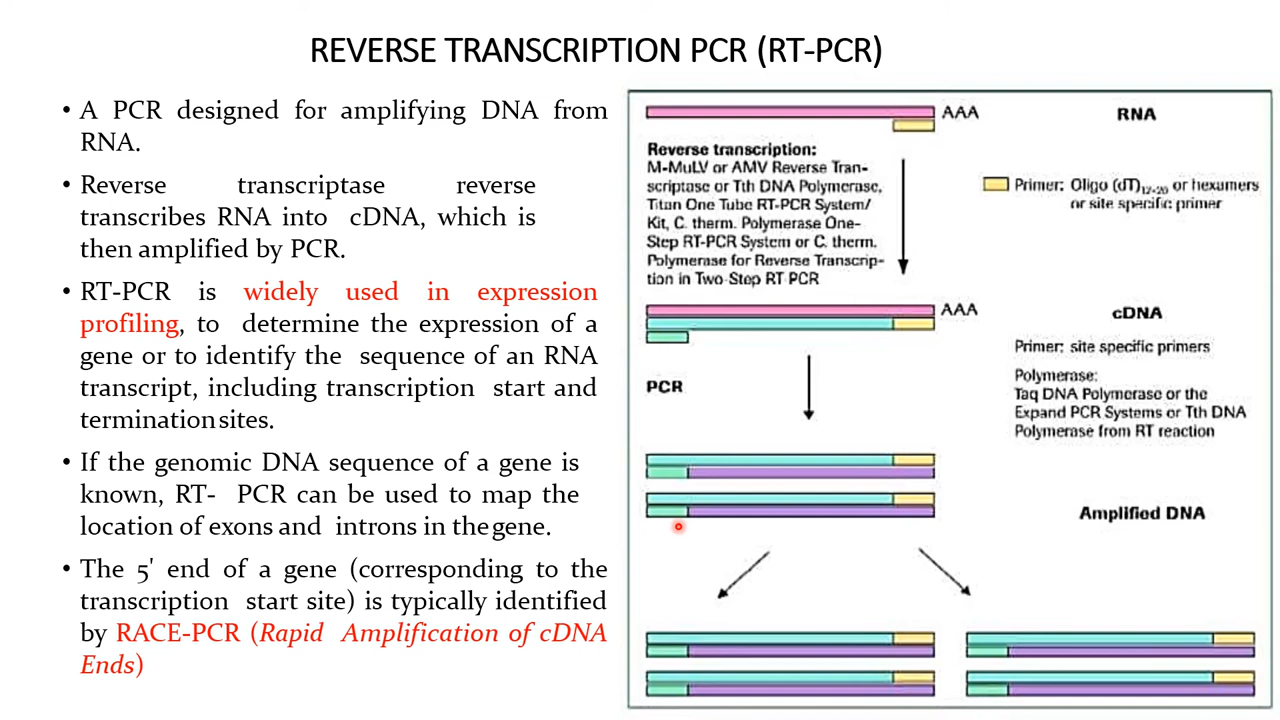 REVERSE TRANSCRIPTION PCR (RT-PCR)
• A PCR designed for amplifying DNA from
RNA.
• Reverse transcriptase reverse
transcribes RNA into cDNA, which is
then amplified by PCR.
• RT-PCR is widely used in expression
profiling, to determine the expression of a
gene or to identify the sequence of an RNA
transcript, including transcription start and
termination sites.
• If the genomic DNA sequence of a gene is
known, RT- PCR can be used to map the
location of exons and introns in the gene.
• The 5' end of a gene (corresponding to the
transcription start site) is typically identified
by RACE-PCR (Rapid Amplification of cDNA
Ends)
AAA
RNA
Reverse transcription:
M-MuLV or AMV Reverse Tran-
scriptase or Tth DNA Polymerase,
Titan One Tube RT-PCR System/
Kit, C. therm. Polymerase One-
Step RT-PCR System or C. therm.
Polymerase for Reverse Transcrip-
tion in Two-Step RT PCR
Primer: Oligo (dT)12-20 or hexamers
or site specific primer
AAA
cDNA
Primer: site specific primers
Polymerase:
Taq DNA Polymerase or the
Expand PCR Systems or Tth DNA
Polymerase from RT reaction
PCR
Amplified DNA